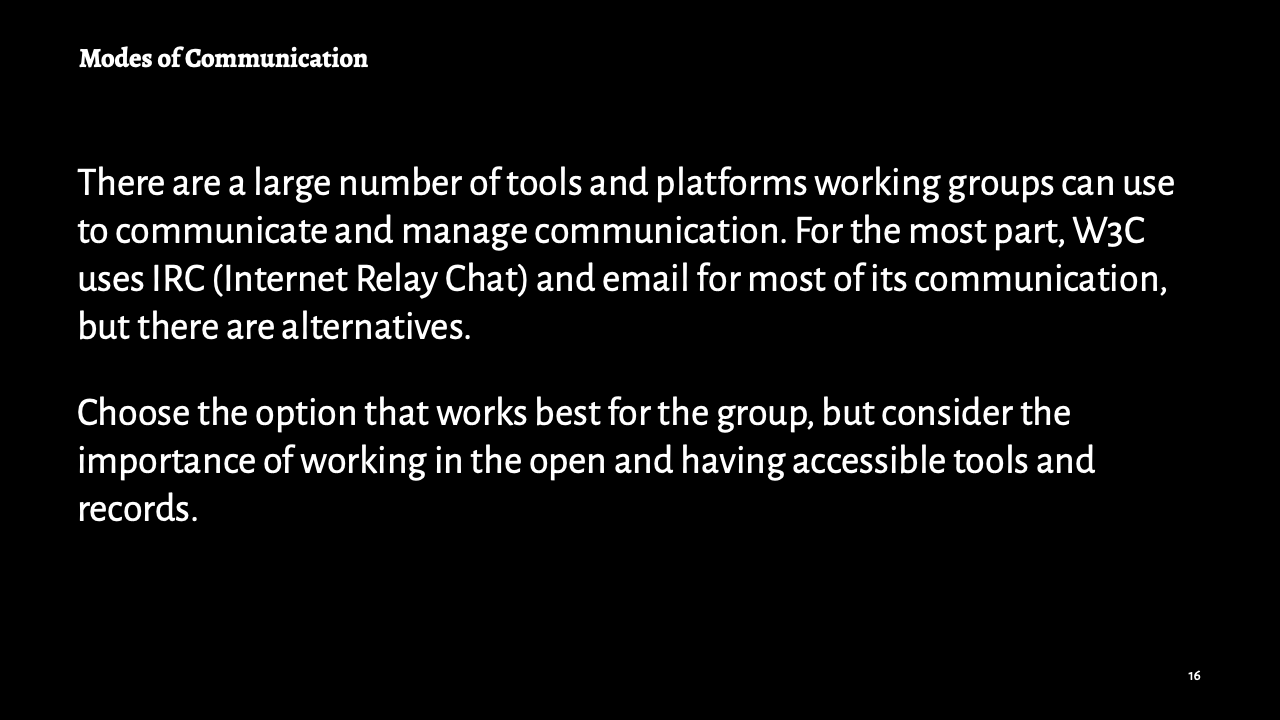 Modes of Communication
There are a large number of tools and platforms working groups can use
to communicate and manage communication. For the most part, W3C
uses IRC (Internet Relay Chat) and email for most of its communication,
but there are alternatives.
Choose the option that works best for the group, but consider the
importance of working in the open and having accessible tools and
records.
16